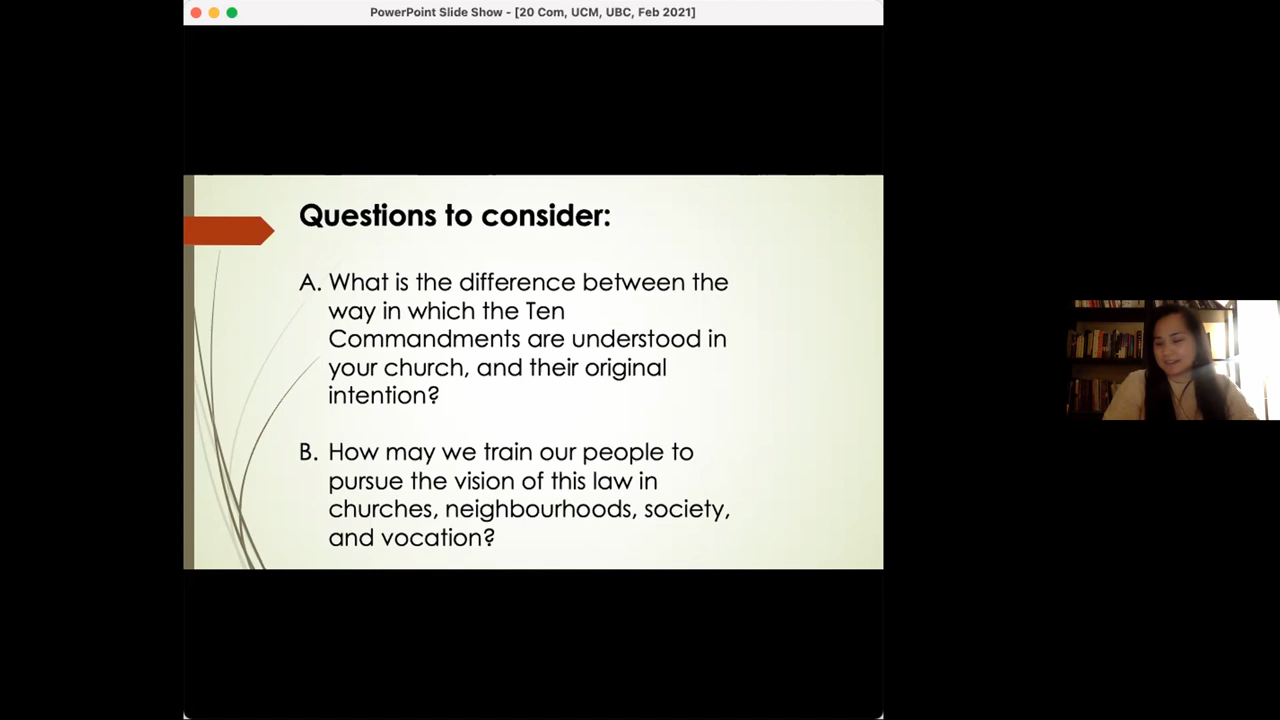 PowerPoint Slide Show - [20 Com, UCM, UBC, Feb 2021]
Questions to consider:
A. What is the difference between the
way in which the Ten
Commandments are understood in
your church, and their original
intention?
B. How may we train our people to
pursue the vision of this law in
churches, neighbourhoods, society,
and vocation?